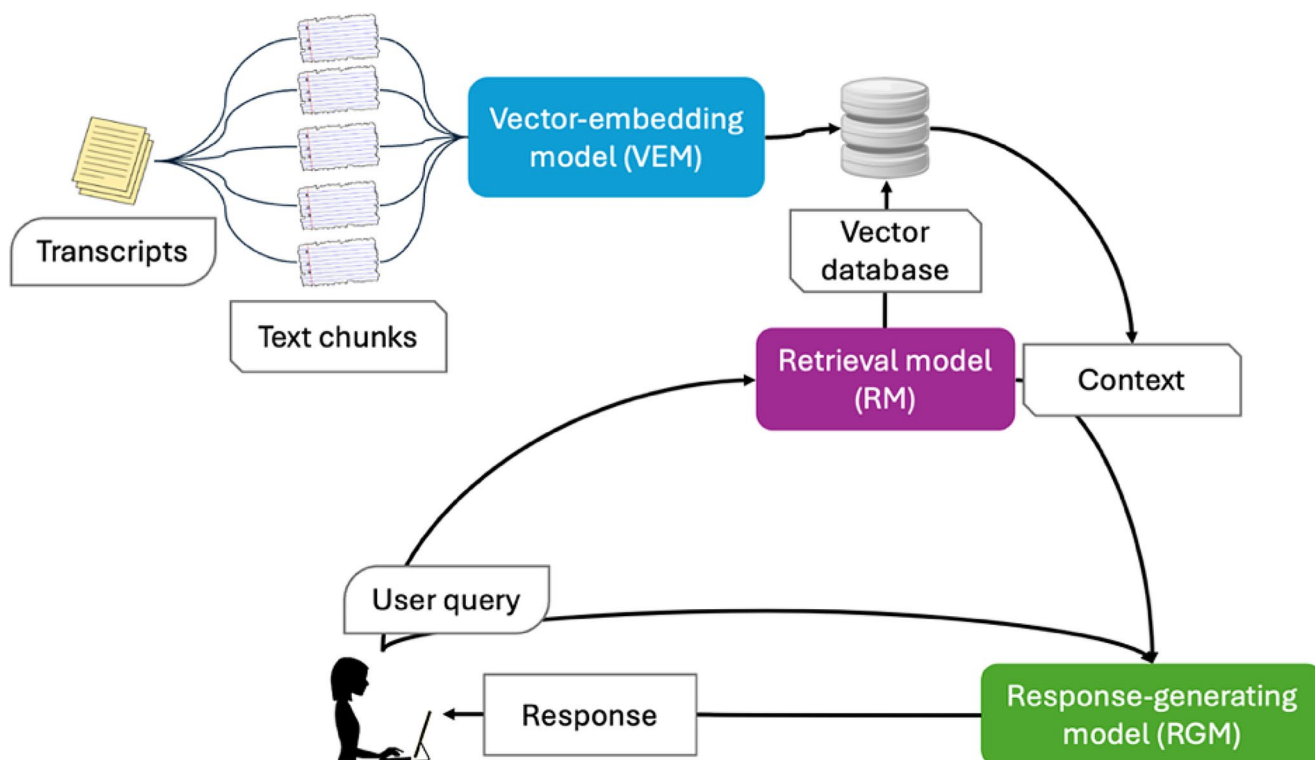 Vector-embedding
model (VEM)
Transcripts
Text chunks
Vector
database
Retrieval model
(RM)
Context
User query
Response
Response-generating
model (RGM)